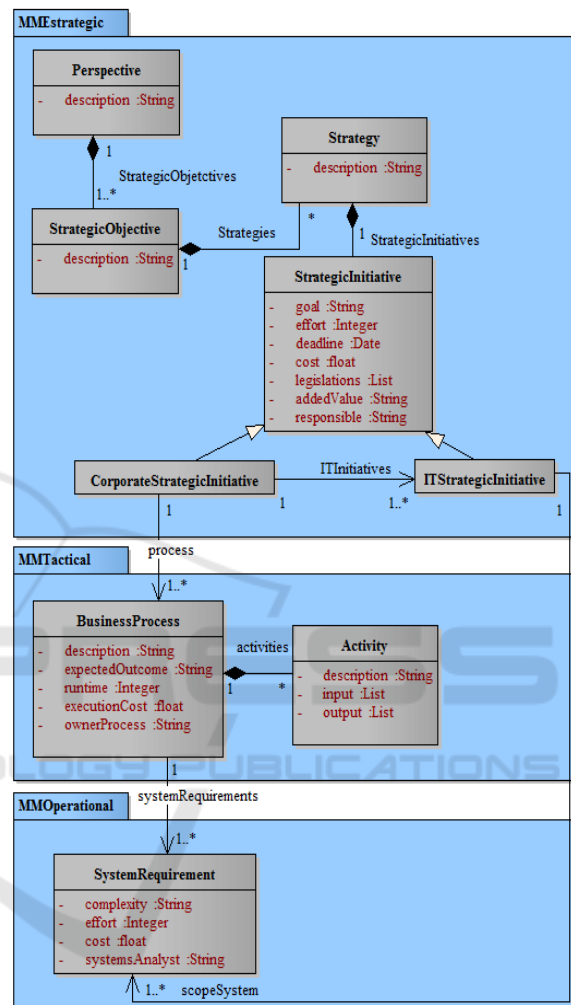 MMEstrategic
Perspective
- description :String
1
StrategicObjetctives
1..*
Strategy
- description :String
StrategicObjective
- description :String
1
Strategies
*
1
StrategicInitiatives
StrategicInitiative
- goal :String
- effort :Integer
- deadline :Date
- cost :float
- legislations :List
- addedValue :String
- responsible :String
CorporateStrategicInitiative
ITInitiatives
ITStrategicInitiative
1
1
1..*
1
process
MMTactical
1..*
BusinessProcess
- description :String
- expectedOutcome :String
- runtime :Integer
- executionCost :float
- ownerProcess :String
activities
1
*
Activity
- description :String
- input :List
- output :List
1
systemRequirements
MMOperational
1..*
SystemRequirement
- complexity :String
- effort :Integer
- cost :float
- systemsAnalyst :String
1..* scopeSystem
PRESS
OLOGY PUBLICATIONS